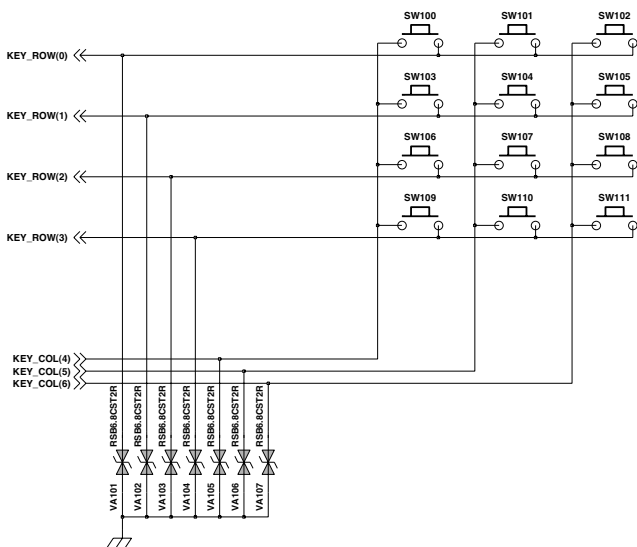 SW100 SW101 SW102
KEY_ROW(0)
SW103 SW104 SW105
KEY_ROW(1)
SW106 SW107 SW108
KEY_ROW(2)
SW109 SW110 SW111
KEY_ROW(3)
KEY_COL(4)
KEY_COL(5)
KEY_COL(6)
RSB6.8CST2R
RSB6.8CST2R
RSB6.8CST2R
RSB6.8CST2R
RSB6.8CST2R
RSB6.8CST2R
RSB6.8CST2R
VA101
VA102
VA103
VA104
VA105
VA106
VA107